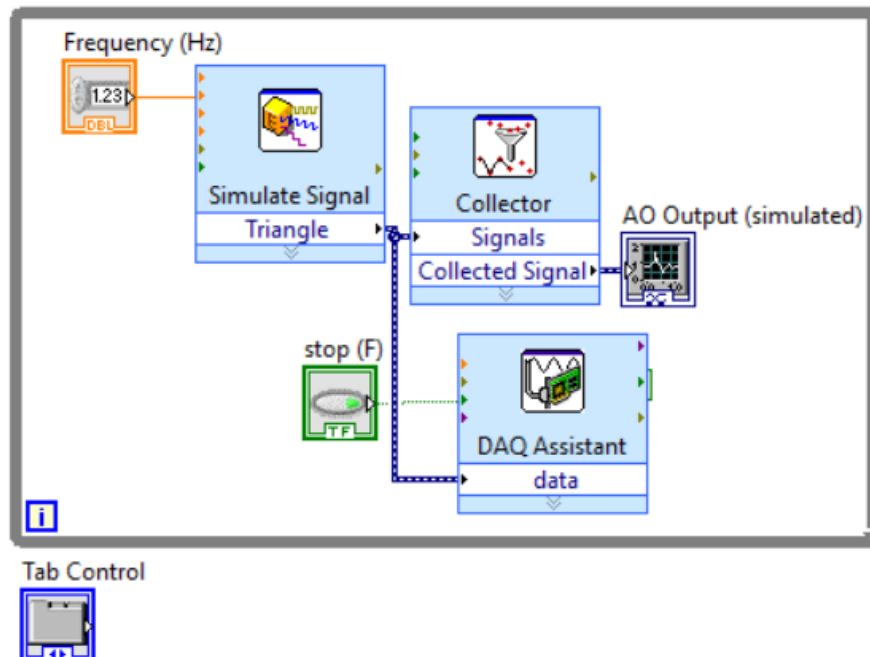 Frequency (Hz)
1.23
DBL
Simulate Signal
Triangle
Collector
Signals
Collected Signal
AO Output (simulated)
stop (F)
TF
DAQ Assistant
data
i
Tab Control